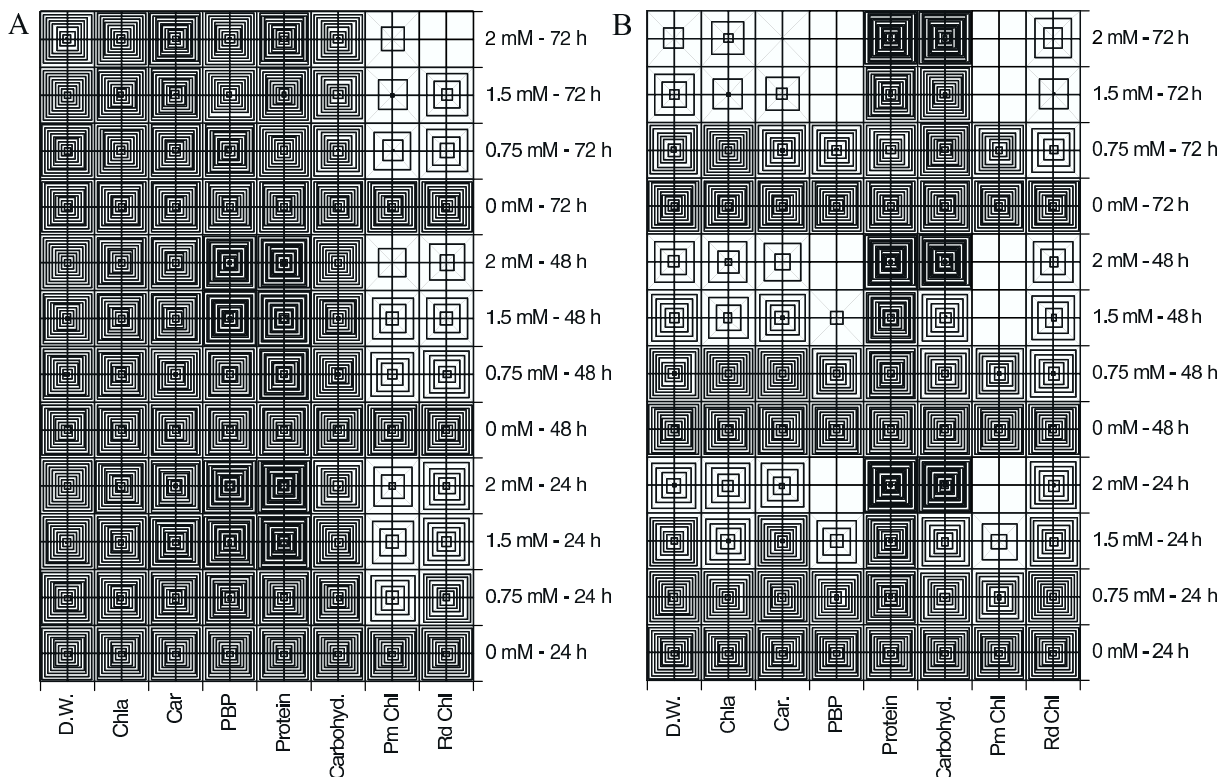 A
2 mM - 72 h
1.5 mM - 72 h
0.75 mM - 72 h
0 mM - 72 h
2 mM - 48 h
1.5 mM - 48 h
0.75 mM - 48 h
0 mM - 48 h
2 mM - 24 h
1.5 mM - 24 h
0.75 mM - 24 h
0 mM - 24 h
D.W.
Chla
Car
PBP
Protein
Carbohyd.
Pm Chl
Rd Chl
B
2 mM - 72 h
1.5 mM - 72 h
0.75 mM - 72 h
0 mM - 72 h
2 mM - 48 h
1.5 mM - 48 h
0.75 mM - 48 h
0 mM - 48 h
2 mM - 24 h
1.5 mM - 24 h
0.75 mM - 24 h
0 mM - 24 h
D.W.
Chla
Car.
PBP
Protein
Carbohyd.
Pm Chl
Rd Chl